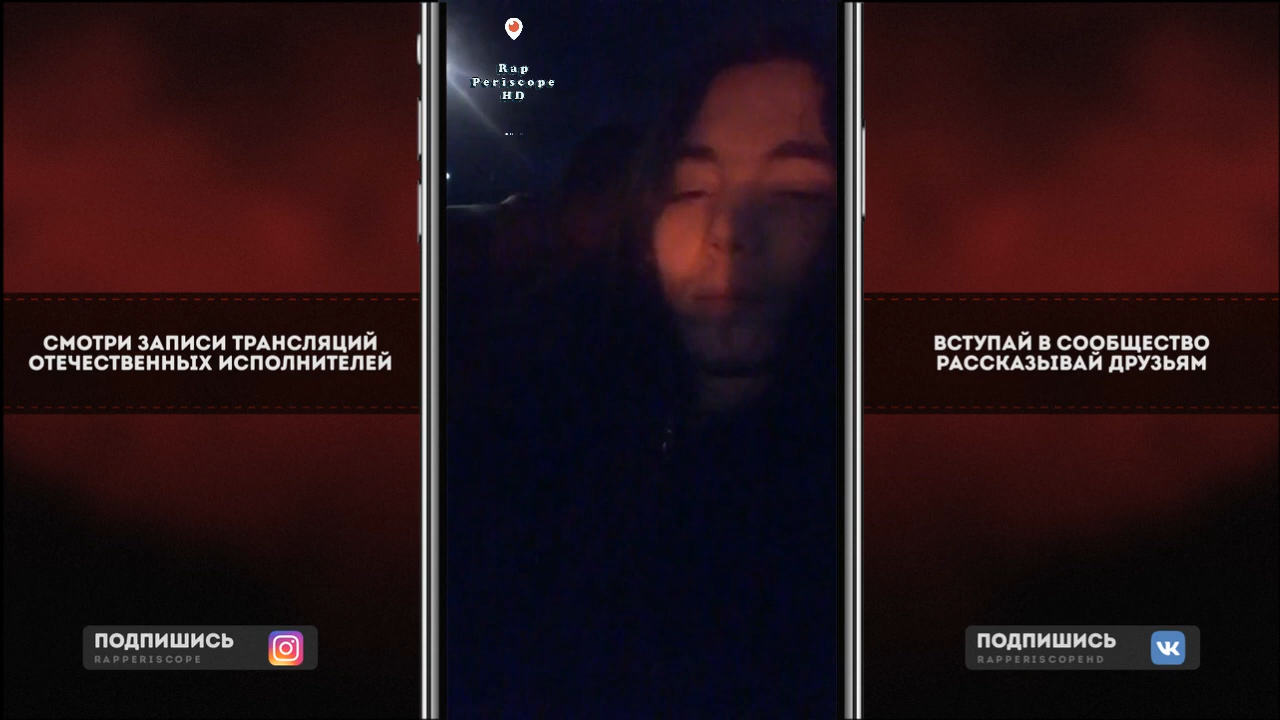 Rap
Periscope
HD
СМОТРИ ЗАПИСИ ТРАНСЛЯЦИЙ
ОТЕЧЕСТВЕННЫХ ИСПОЛНИТЕЛЕЙ
ВСТУПАЙ В СООБЩЕСТВО
РАССКАЗЫВАЙ ДРУЗЬЯМ
ПОДПИШИСЬ
RAPPERISCOPE
ПОДПИШИСЬ
RAPPERISCOPEHD